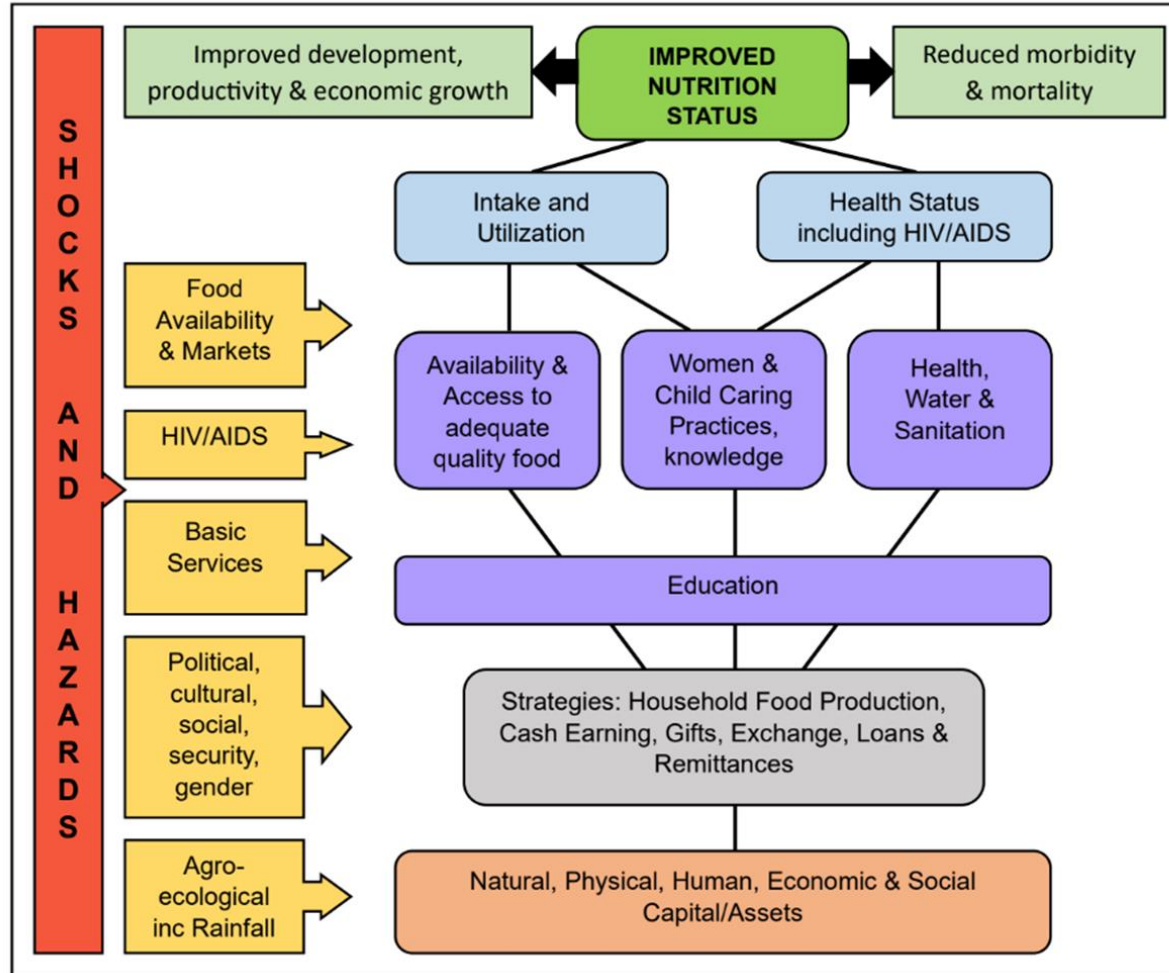 SHOCKS AND HAZARDS
Improved development,
productivity & economic growth
IMPROVED
NUTRITION
STATUS
Reduced morbidity
& mortality
Intake and
Utilization
Health Status
including HIV/AIDS
Food
Availability
& Markets
Availability &
Access to
adequate
quality food
Women &
Child Caring
Practices,
knowledge
Health,
Water &
Sanitation
HIV/AIDS
Basic
Services
Education
Political,
cultural,
social,
security,
gender
Strategies: Household Food Production,
Cash Earning, Gifts, Exchange, Loans &
Remittances
Agro-
ecological
inc Rainfall
Natural, Physical, Human, Economic & Social
Capital/Assets